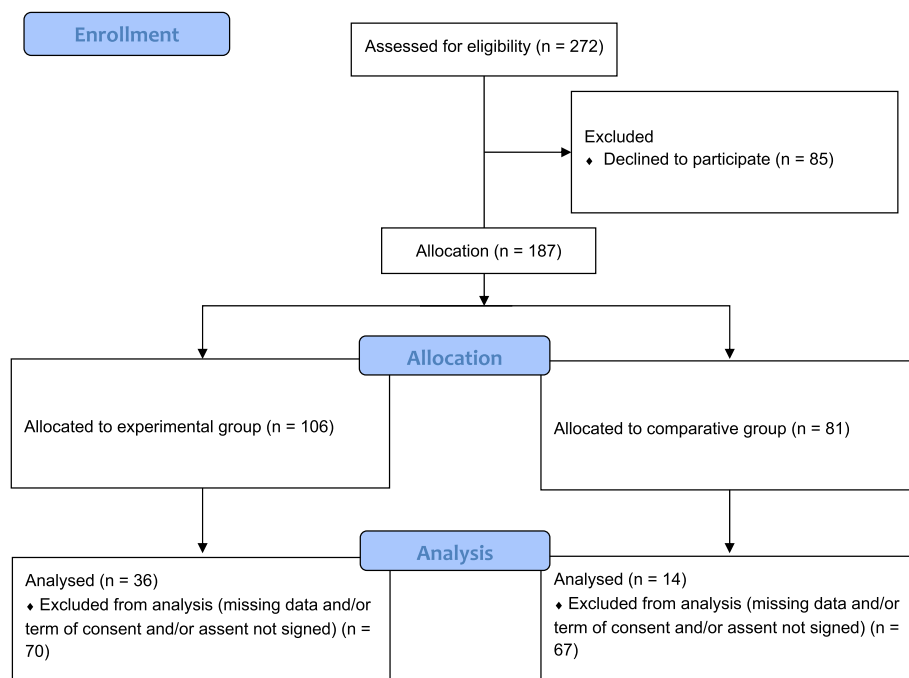 Enrollment
Assessed for eligibility (n = 272)
Excluded
♦ Declined to participate (n = 85)
Allocation (n = 187)
Allocation
Allocated to experimental group (n = 106)
Allocated to comparative group (n = 81)
Analysis
Analysed (n = 36)
♦ Excluded from analysis (missing data and/or
term of consent and/or assent not signed) (n =
70)
Analysed (n = 14)
♦ Excluded from analysis (missing data and/or
term of consent and/or assent not signed) (n =
67)